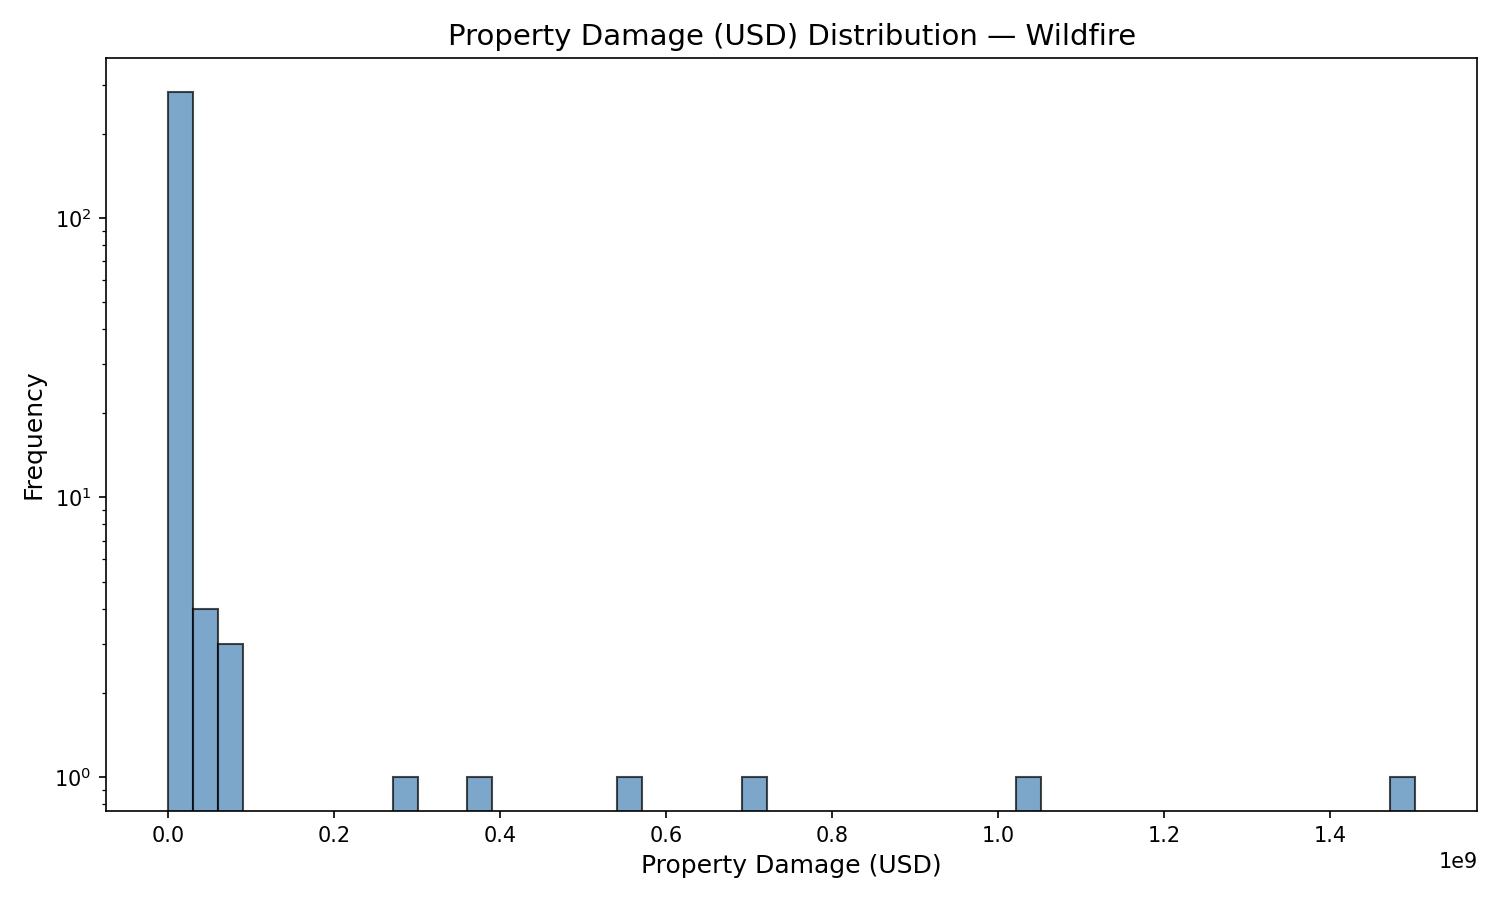 Property Damage (USD) Distribution — Wildfire
Frequency
10²
10¹
10⁰
0.0 0.2 0.4 0.6 0.8 1.0 1.2 1.4
1e9
Property Damage (USD)